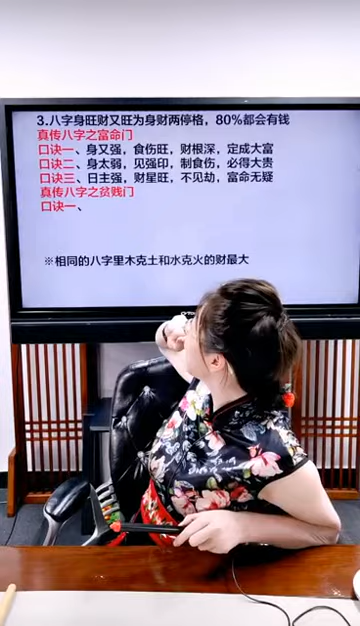 3.八字身旺财又旺为身财两停格，80%都会有钱
真传八字之富命门
口诀一、身又强，食伤旺，财根深，定成大富
口诀二、身太弱，见强印，制食伤，必得大贵
口诀三、日主强，财星旺，不见劫，富命无疑
真传八字之贫贱门
口诀一、
※相同的八字里木克土和水克火的财最大